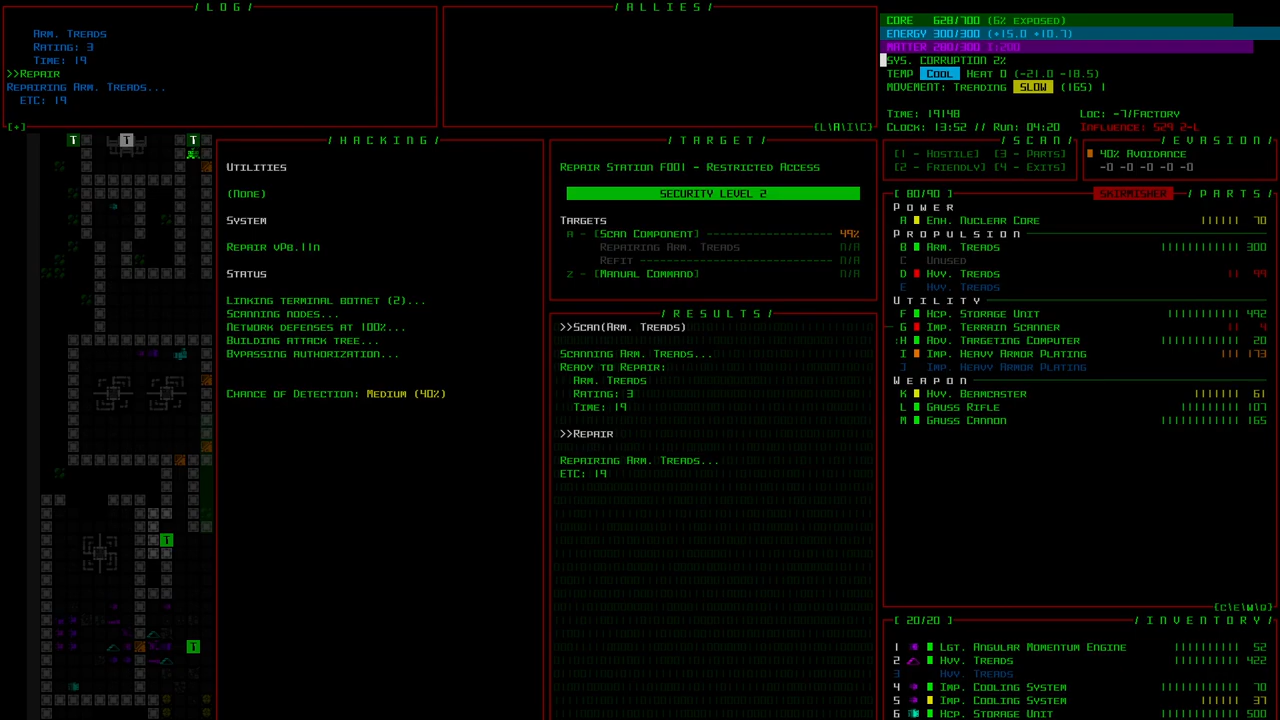 / L O G /
Arm. Treads
Rating: 3
Time: 19
>>Repair
Repairing Arm. Treads...
ETC: 19
[+]
/ A L L I E S /
[L\A\I\C]
CORE 628/700 (6% exposed)
ENERGY 300/300 (+15.0 +10.7)
MATTER 280/300 T:200
SYS. CORRUPTION 2%
TEMP Cool Heat 0 (-21.0 -18.5)
MOVEMENT: Treading SLOW (165) 1
Time: 19148 Loc: -7/Factory
Clock: 13:52 // Run: 04:20 Influence: 529 2-L
/ S C A N /
[1 - Hostile] [3 - Parts]
[2 - Friendly] [4 - Exits]
/ E V A S I O N
40% Avoidance
-0 -0 -0 -0 -0
/ H A C K I N G /
Utilities
(None)
System
Repair vP8.11n
Status
Linking terminal botnet (2)...
Scanning nodes...
Network defenses at 100%...
Building attack tree...
Bypassing authorization...
Chance of Detection: Medium (40%)
/ T A R G E T /
Repair Station F001 - Restricted Access
SECURITY LEVEL 2
Targets
A - [Scan Component] 49%
Repairing Arm. Treads N/A
Refit N/A
Z - [Manual Command] N/A
/ R E S U L T S /
>>Scan(Arm. Treads)
Scanning Arm. Treads...
Ready to Repair:
Arm. Treads
Rating: 3
Time: 19
>>Repair
Repairing Arm. Treads...
ETC: 19
[ 80/90 ] SKIRMISHER / P A R T S /
P o w e r
A Enh. Nuclear Core 70
P r o p u l s i o n
B Arm. Treads 300
C Unused
D Hvy. Treads 99
E Hvy. Treads
U t i l i t y
F Hcp. Storage Unit 492
G Imp. Terrain Scanner 4
:H Adv. Targeting Computer 20
I Imp. Heavy Armor Plating 173
J Imp. Heavy Armor Plating
W e a p o n
K Hvy. Beamcaster 61
L Gauss Rifle 107
M Gauss Cannon 165
[C\E\W\Q]
[ 20/20 ] / I N V E N T O R Y /
1 Lgt. Angular Momentum Engine 52
2 Hvy. Treads 422
3 Hvy. Treads
4 Imp. Cooling System 70
5 Imp. Cooling System 37
6 Hcp. Storage Unit 500
T
T
T
T
T